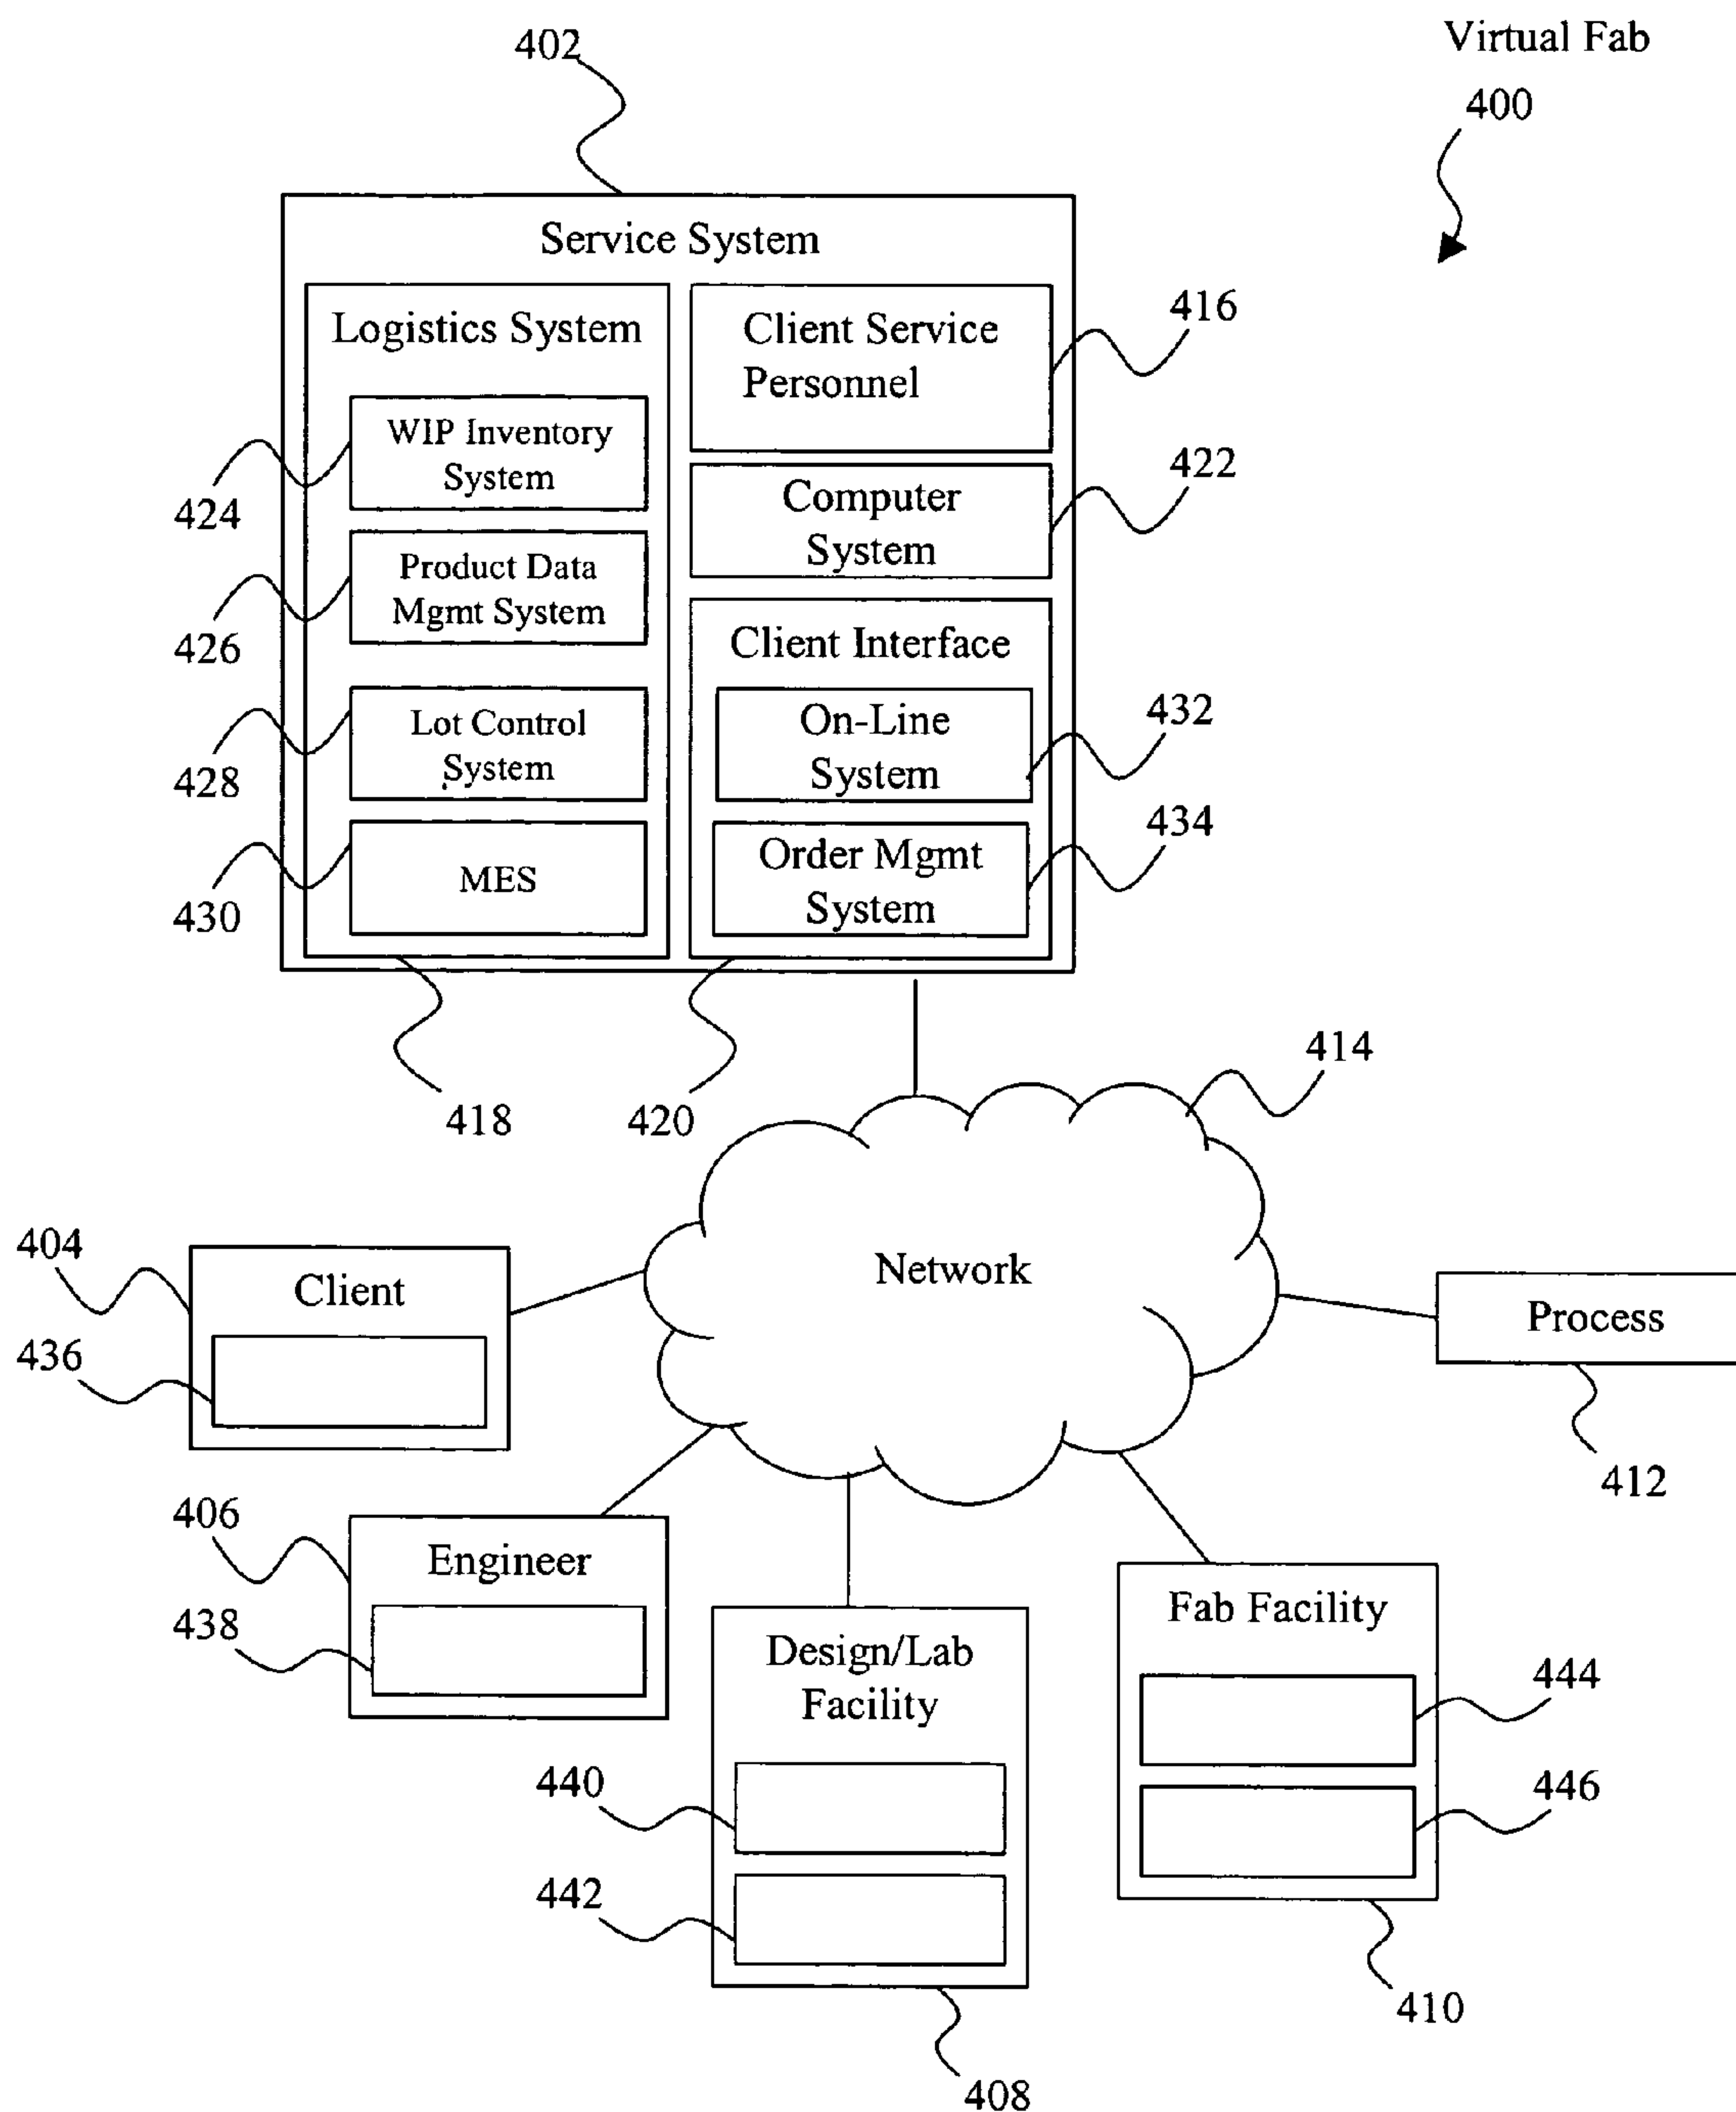 Virtual Fab
400
402
Service System
Logistics System
WIP Inventory
System
Product Data
Mgmt System
Lot Control
System
MES
424
426
428
430
Client Service
Personnel
Computer
System
Client Interface
On-Line
System
Order Mgmt
System
416
422
432
434
418
420
414
Network
404
Client
436
Process
412
406
Engineer
438
Design/Lab
Facility
440
442
408
Fab Facility
444
446
410